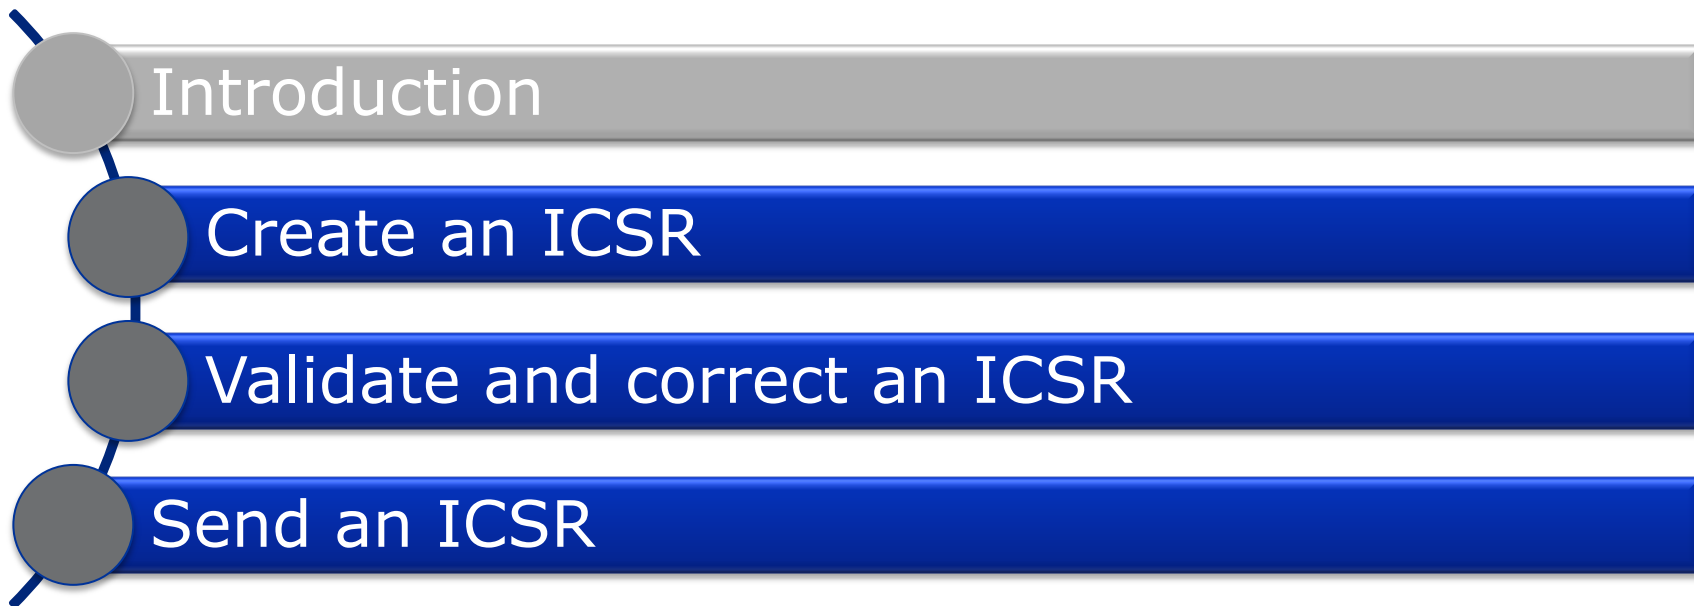 Introduction
Create an ICSR
Validate and correct an ICSR
Send an ICSR